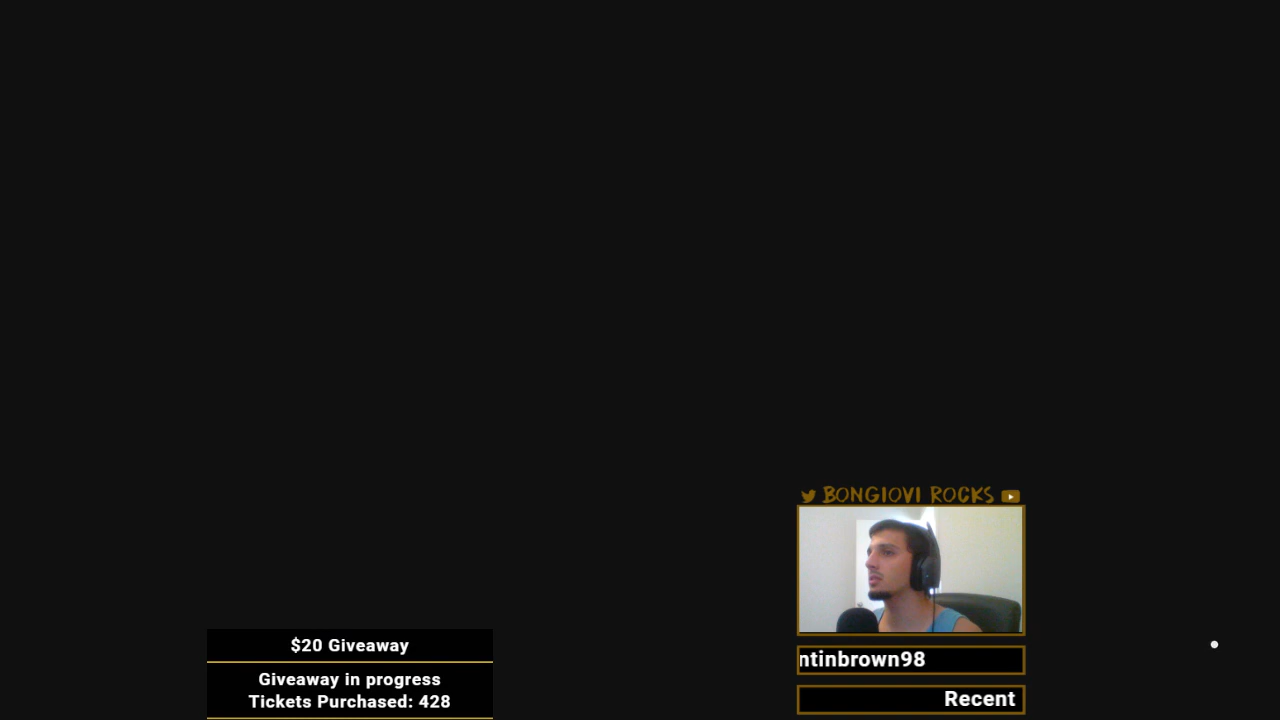 BONGIOVI ROCKS
$20 Giveaway
Giveaway in progress
Tickets Purchased: 428
ntinbrown98
Recent